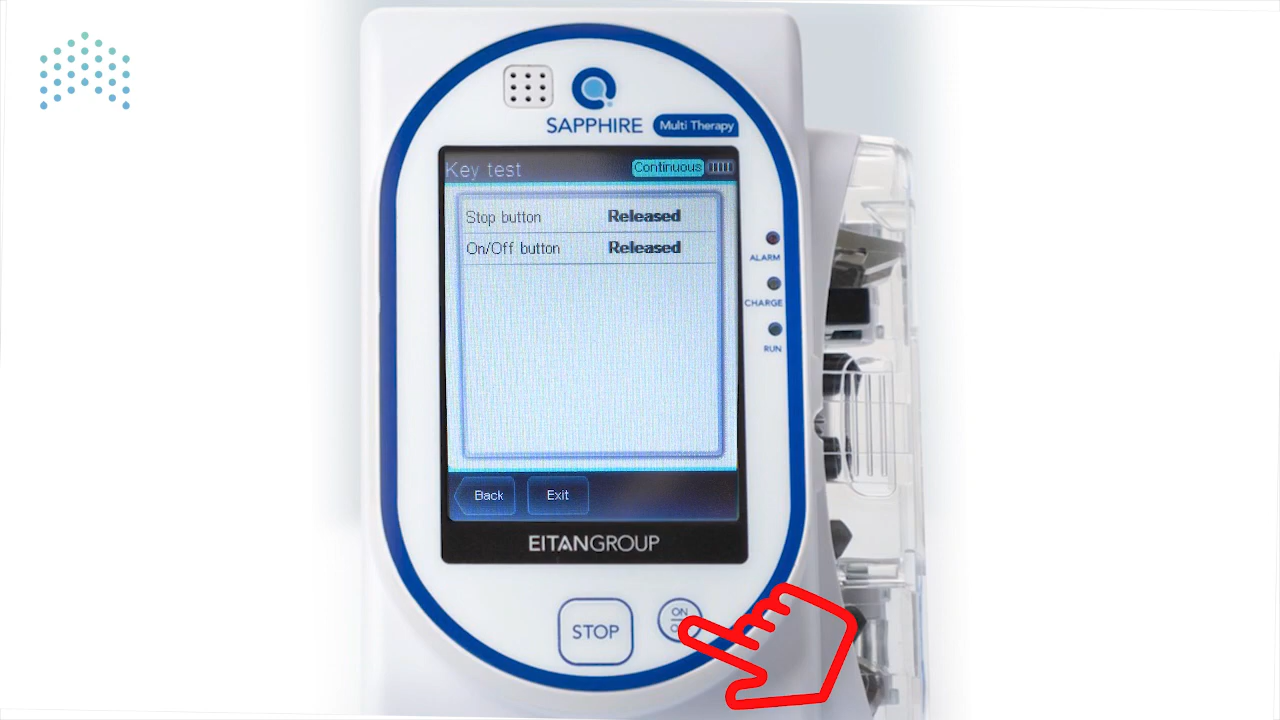 SAPPHIRE Multi Therapy
Key test Continuous
Stop button Released
On/Off button Released
ALARM
CHARGE
RUN
Back Exit
EITANGROUP
STOP
ON